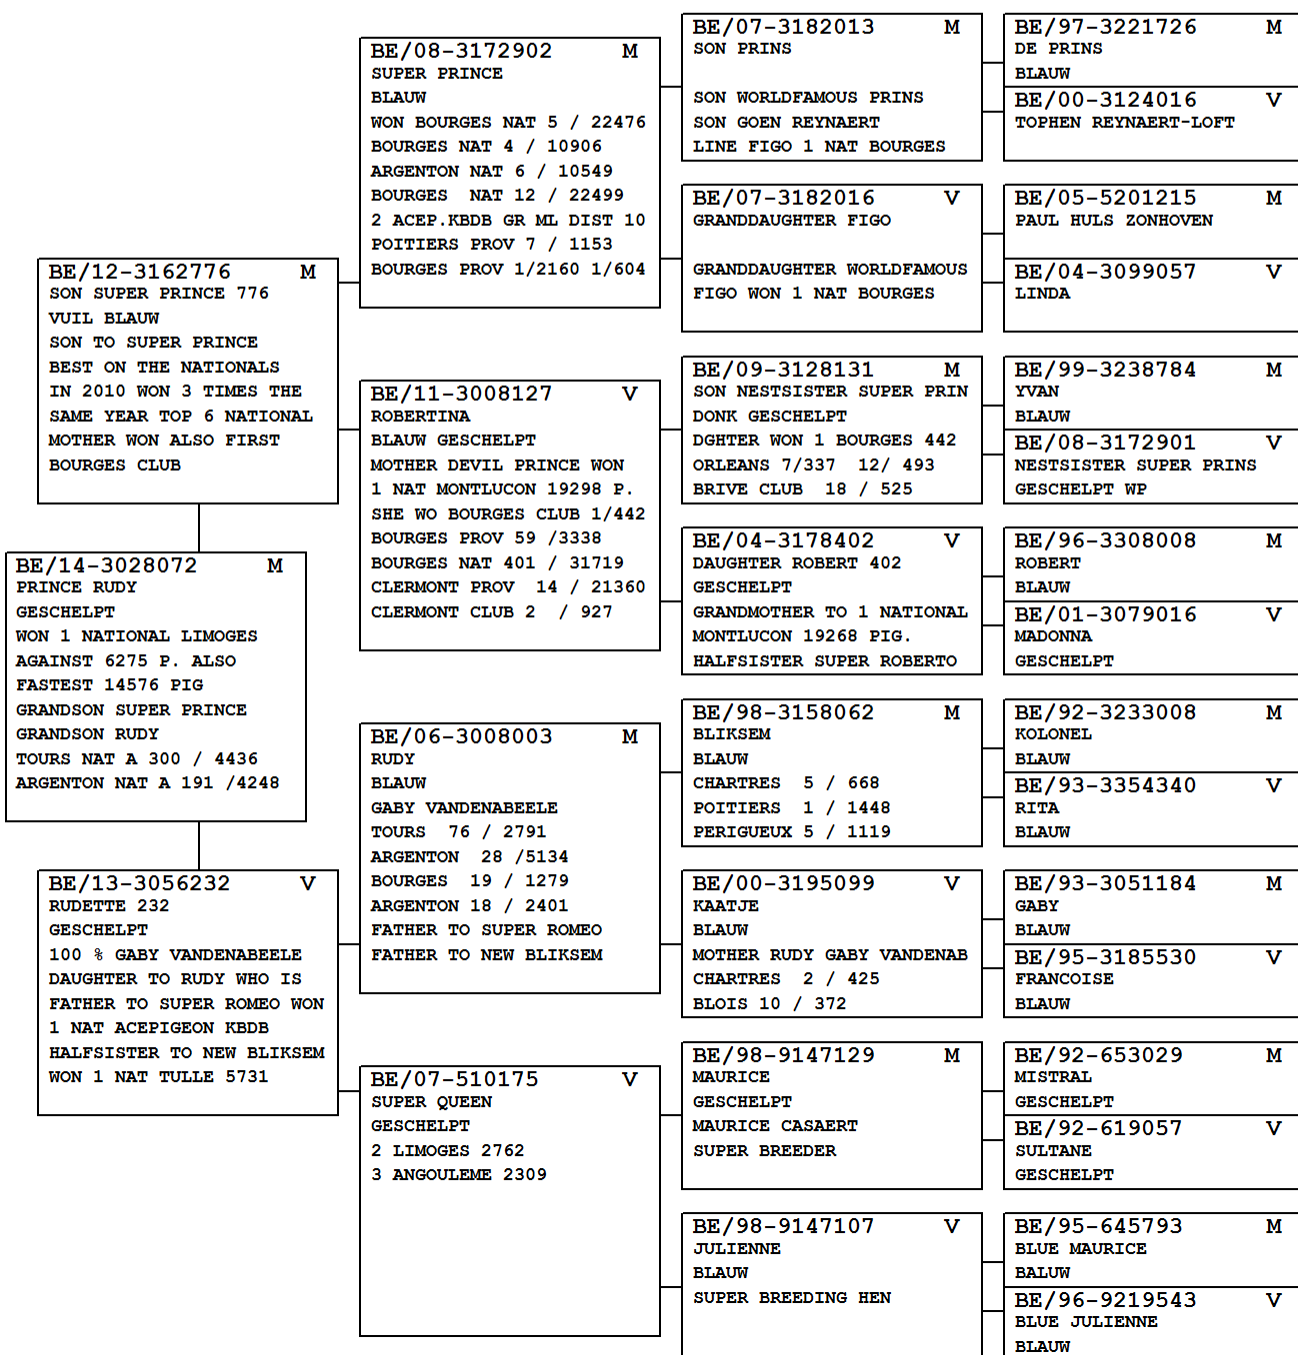 BE/14-3028072 M
PRINCE RUDY
GESCHELPT
WON 1 NATIONAL LIMOGES
AGAINST 6275 P. ALSO
FASTEST 14576 PIG
GRANDSON SUPER PRINCE
GRANDSON RUDY
TOURS NAT A 300 / 4436
ARGENTON NAT A 191 /4248
BE/12-3162776 M
SON SUPER PRINCE 776
VUIL BLAUW
SON TO SUPER PRINCE
BEST ON THE NATIONALS
IN 2010 WON 3 TIMES THE
SAME YEAR TOP 6 NATIONAL
MOTHER WON ALSO FIRST
BOURGES CLUB
BE/13-3056232 V
RUDETTE 232
GESCHELPT
100 % GABY VANDENABEELE
DAUGHTER TO RUDY WHO IS
FATHER TO SUPER ROMEO WON
1 NAT ACEPIGEON KBDB
HALFSISTER TO NEW BLIKSEM
WON 1 NAT TULLE 5731
BE/08-3172902 M
SUPER PRINCE
BLAUW
WON BOURGES NAT 5 / 22476
BOURGES NAT 4 / 10906
ARGENTON NAT 6 / 10549
BOURGES NAT 12 / 22499
2 ACEP.KBDB GR ML DIST 10
POITIERS PROV 7 / 1153
BOURGES PROV 1/2160 1/604
BE/11-3008127 V
ROBERTINA
BLAUW GESCHELPT
MOTHER DEVIL PRINCE WON
1 NAT MONTLUCON 19298 P.
SHE WO BOURGES CLUB 1/442
BOURGES PROV 59 /3338
BOURGES NAT 401 / 31719
CLERMONT PROV 14 / 21360
CLERMONT CLUB 2 / 927
BE/06-3008003 M
RUDY
BLAUW
GABY VANDENABEELE
TOURS 76 / 2791
ARGENTON 28 /5134
BOURGES 19 / 1279
ARGENTON 18 / 2401
FATHER TO SUPER ROMEO
FATHER TO NEW BLIKSEM
BE/07-510175 V
SUPER QUEEN
GESCHELPT
2 LIMOGES 2762
3 ANGOULEME 2309
BE/07-3182013 M
SON PRINS
SON WORLDFAMOUS PRINS
SON GOEN REYNAERT
LINE FIGO 1 NAT BOURGES
BE/07-3182016 V
GRANDDAUGHTER FIGO
GRANDDAUGHTER WORLDFAMOUS
FIGO WON 1 NAT BOURGES
BE/09-3128131 M
SON NESTSISTER SUPER PRIN
DONK GESCHELPT
DGHTER WON 1 BOURGES 442
ORLEANS 7/337 12/ 493
BRIVE CLUB 18 / 525
BE/04-3178402 V
DAUGHTER ROBERT 402
GESCHELPT
GRANDMOTHER TO 1 NATIONAL
MONTLUCON 19268 PIG.
HALFSISTER SUPER ROBERTO
BE/98-3158062 M
BLIKSEM
BLAUW
CHARTRES 5 / 668
POITIERS 1 / 1448
PERIGUEUX 5 / 1119
BE/00-3195099 V
KAATJE
BLAUW
MOTHER RUDY GABY VANDENAB
CHARTRES 2 / 425
BLOIS 10 / 372
BE/98-9147129 M
MAURICE
GESCHELPT
MAURICE CASAERT
SUPER BREEDER
BE/98-9147107 V
JULIENNE
BLAUW
SUPER BREEDING HEN
BE/97-3221726 M
DE PRINS
BLAUW
BE/00-3124016 V
TOPHEN REYNAERT-LOFT
BE/05-5201215 M
PAUL HULS ZONHOVEN
BE/04-3099057 V
LINDA
BE/99-3238784 M
YVAN
BLAUW
BE/08-3172901 V
NESTSISTER SUPER PRINS
GESCHELPT WP
BE/96-3308008 M
ROBERT
BLAUW
BE/01-3079016 V
MADONNA
GESCHELPT
BE/92-3233008 M
KOLONEL
BLAUW
BE/93-3354340 V
RITA
BLAUW
BE/93-3051184 M
GABY
BLAUW
BE/95-3185530 V
FRANCOISE
BLAUW
BE/92-653029 M
MISTRAL
GESCHELPT
BE/92-619057 V
SULTANE
GESCHELPT
BE/95-645793 M
BLUE MAURICE
BALUW
BE/96-9219543 V
BLUE JULIENNE
BLAUW